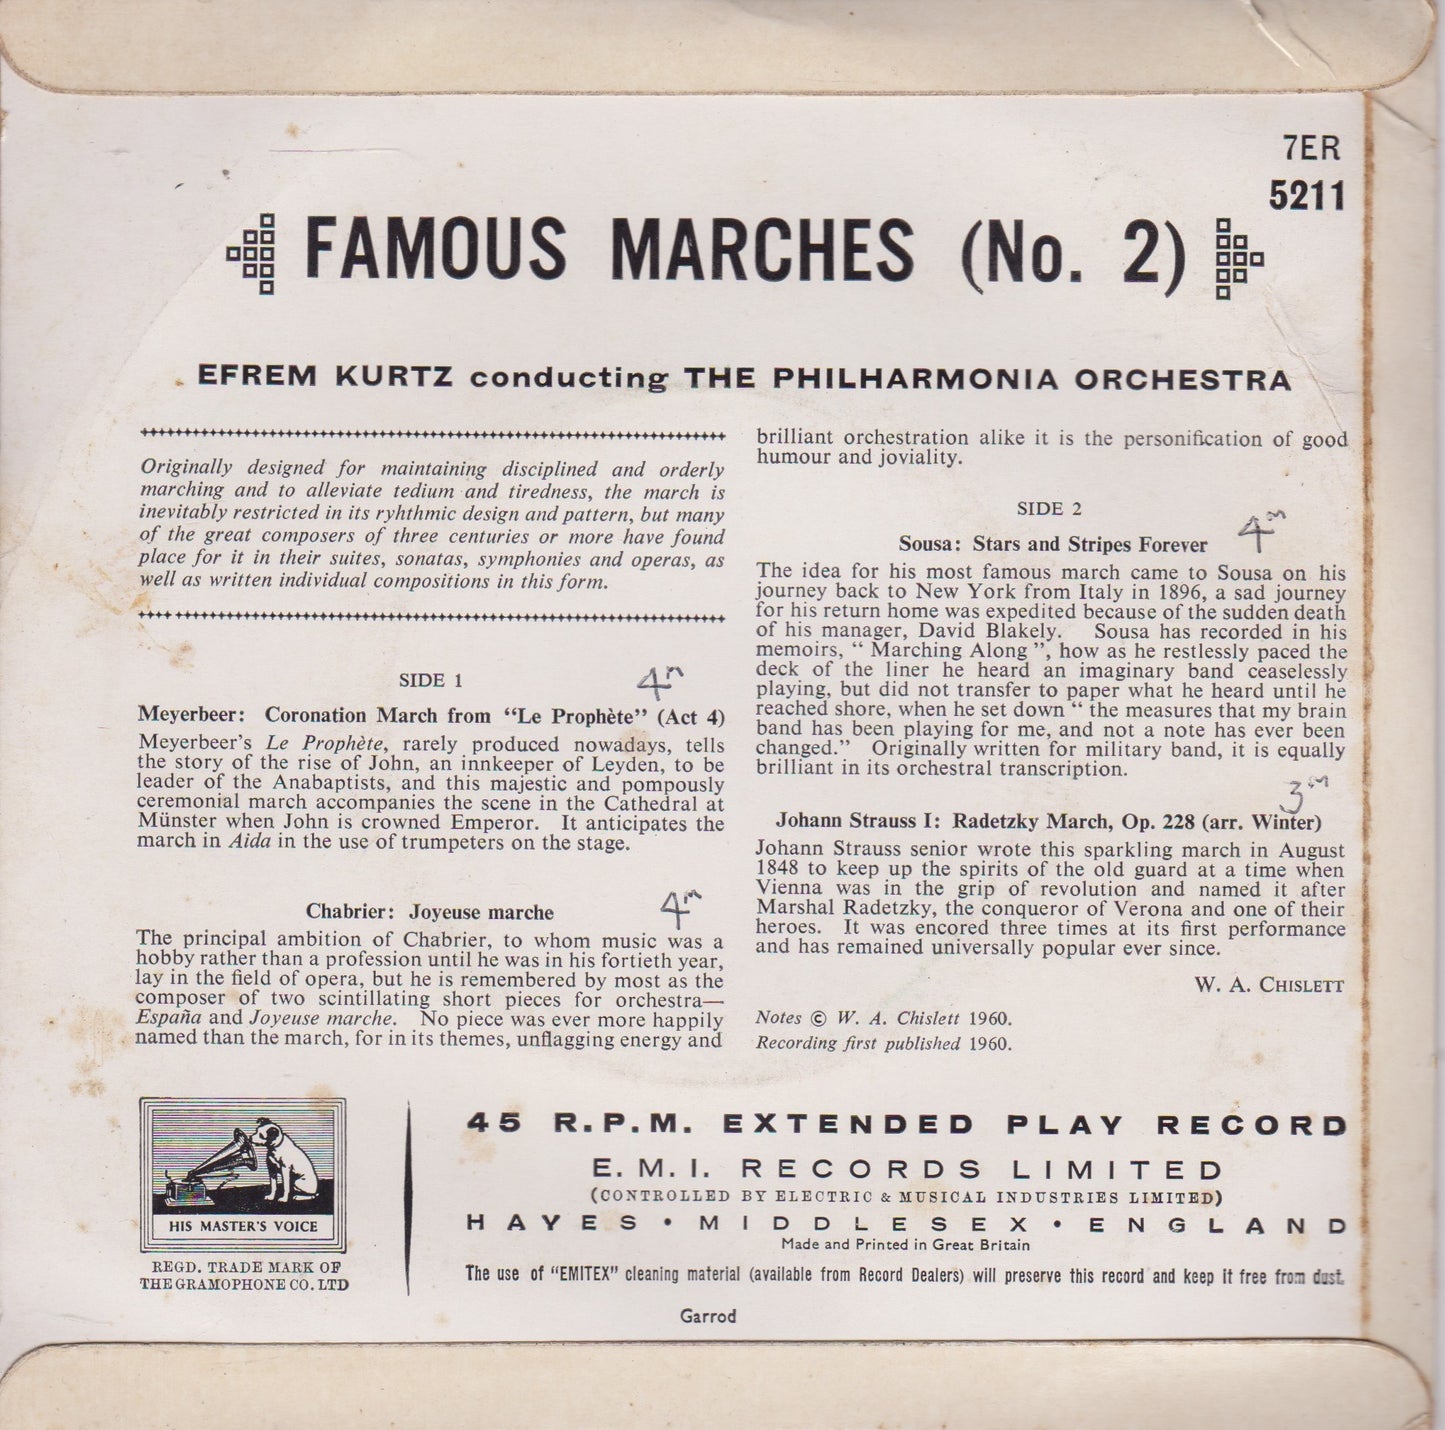 7ER
5211
FAMOUS MARCHES (No. 2)
EFREM KURTZ conducting THE PHILHARMONIA ORCHESTRA
Originally designed for maintaining disciplined and orderly
marching and to alleviate tedium and tiredness, the march is
inevitably restricted in its ryhthmic design and pattern, but many
of the great composers of three centuries or more have found
place for it in their suites, sonatas, symphonies and operas, as
well as written individual compositions in this form.
SIDE 1
4m
Meyerbeer: Coronation March from “Le Prophète” (Act 4)
Meyerbeer's Le Prophète, rarely produced nowadays, tells
the story of the rise of John, an innkeeper of Leyden, to be
leader of the Anabaptists, and this majestic and pompously
ceremonial march accompanies the scene in the Cathedral at
Münster when John is crowned Emperor. It anticipates the
march in Aida in the use of trumpeters on the stage.
4m
Chabrier: Joyeuse marche
The principal ambition of Chabrier, to whom music was a
hobby rather than a profession until he was in his fortieth year,
lay in the field of opera, but he is remembered by most as the
composer of two scintillating short pieces for orchestra—
España and Joyeuse marche. No piece was ever more happily
named than the march, for in its themes, unflagging energy and
brilliant orchestration alike it is the personification of good
humour and joviality.
SIDE 2
4m
Sousa: Stars and Stripes Forever
The idea for his most famous march came to Sousa on his
journey back to New York from Italy in 1896, a sad journey
for his return home was expedited because of the sudden death
of his manager, David Blakely. Sousa has recorded in his
memoirs, “ Marching Along ”, how as he restlessly paced the
deck of the liner he heard an imaginary band ceaselessly
playing, but did not transfer to paper what he heard until he
reached shore, when he set down “ the measures that my brain
band has been playing for me, and not a note has ever been
changed.” Originally written for military band, it is equally
brilliant in its orchestral transcription.
3m
Johann Strauss I: Radetzky March, Op. 228 (arr. Winter)
Johann Strauss senior wrote this sparkling march in August
1848 to keep up the spirits of the old guard at a time when
Vienna was in the grip of revolution and named it after
Marshal Radetzky, the conqueror of Verona and one of their
heroes. It was encored three times at its first performance
and has remained universally popular ever since.
W. A. CHISLETT
Notes © W. A. Chislett 1960.
Recording first published 1960.
HIS MASTER'S VOICE
REGD. TRADE MARK OF
THE GRAMOPHONE CO. LTD
45 R.P.M. EXTENDED PLAY RECORD
E. M. I. RECORDS LIMITED
(CONTROLLED BY ELECTRIC & MUSICAL INDUSTRIES LIMITED)
HAYES • MIDDLESEX • ENGLAND
Made and Printed in Great Britain
The use of “EMITEX” cleaning material (available from Record Dealers) will preserve this record and keep it free from dust.
Garrod